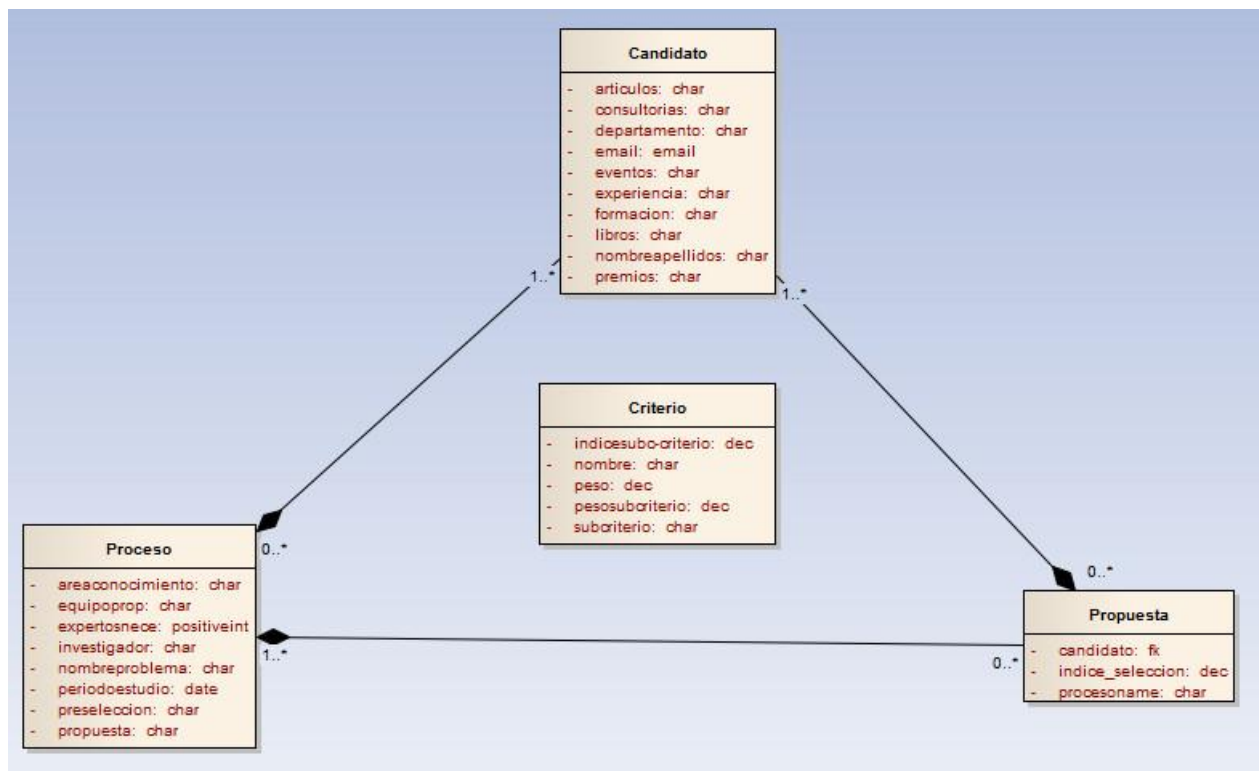 Candidato
- articulos: char
- consultorias: char
- departamento: char
- email: email
- eventos: char
- experiencia: char
- formacion: char
- libros: char
- nombreapellidos: char
- premios: char
1..*
1..*
Criterio
- indicesubcriterio: dec
- nombre: char
- peso: dec
- pesosubcriterio: dec
- subcriterio: char
0..*
Proceso
- areaconocimiento: char
- equipoprop: char
- expertosnece: positiveint
- investigador: char
- nombreproblema: char
- periodoestudio: date
- preseleccion: char
- propuesta: char
1..*
0..*
0..*
Propuesta
- candidato: fk
- indice_seleccion: dec
- procesoname: char